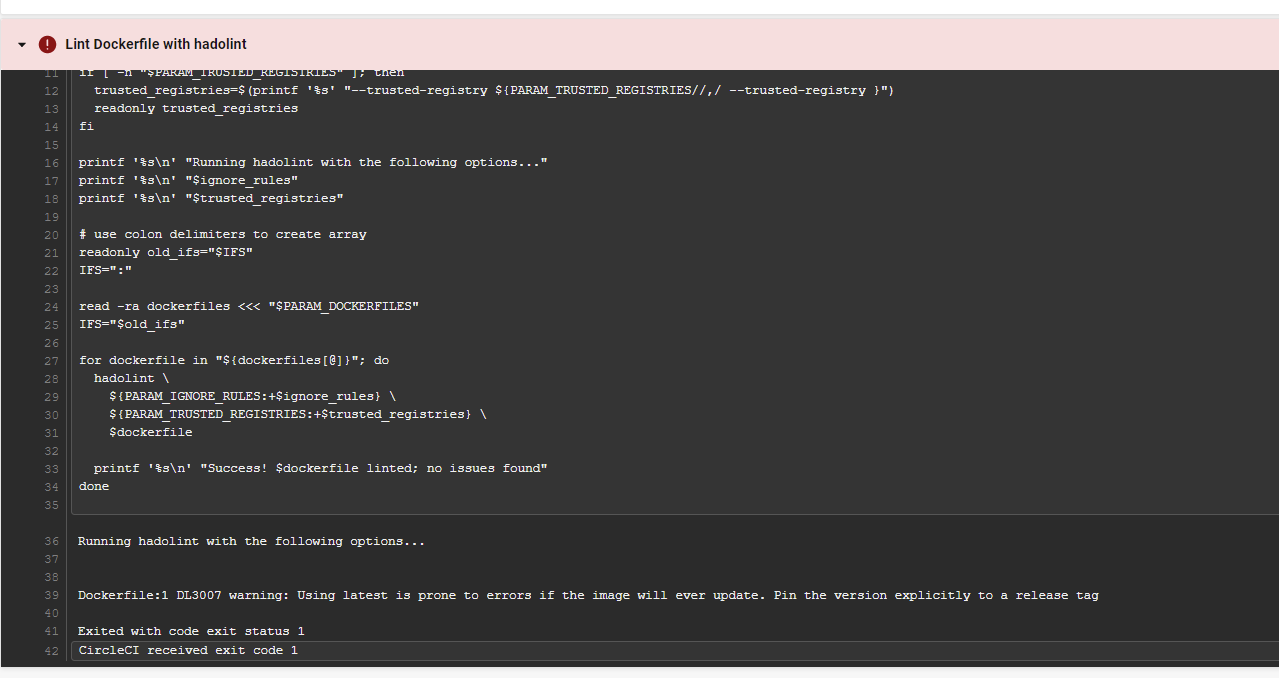 Lint Dockerfile with hadolint
11 if [ -n "$PARAM_TRUSTED_REGISTRIES" ]; then
12 trusted_registries=$(printf '%s' "--trusted-registry ${PARAM_TRUSTED_REGISTRIES//,/ --trusted-registry }")
13 readonly trusted_registries
14 fi
15
16 printf '%s\n' "Running hadolint with the following options..."
17 printf '%s\n' "$ignore_rules"
18 printf '%s\n' "$trusted_registries"
19
20 # use colon delimiters to create array
21 readonly old_ifs="$IFS"
22 IFS=":"
23
24 read -ra dockerfiles <<< "$PARAM_DOCKERFILES"
25 IFS="$old_ifs"
26
27 for dockerfile in "${dockerfiles[@]}"; do
28 hadolint \
29 ${PARAM_IGNORE_RULES:+$ignore_rules} \
30 ${PARAM_TRUSTED_REGISTRIES:+$trusted_registries} \
31 $dockerfile
32
33 printf '%s\n' "Success! $dockerfile linted; no issues found"
34 done
35
36 Running hadolint with the following options...
37
38
39 Dockerfile:1 DL3007 warning: Using latest is prone to errors if the image will ever update. Pin the version explicitly to a release tag
40
41 Exited with code exit status 1
42 CircleCI received exit code 1